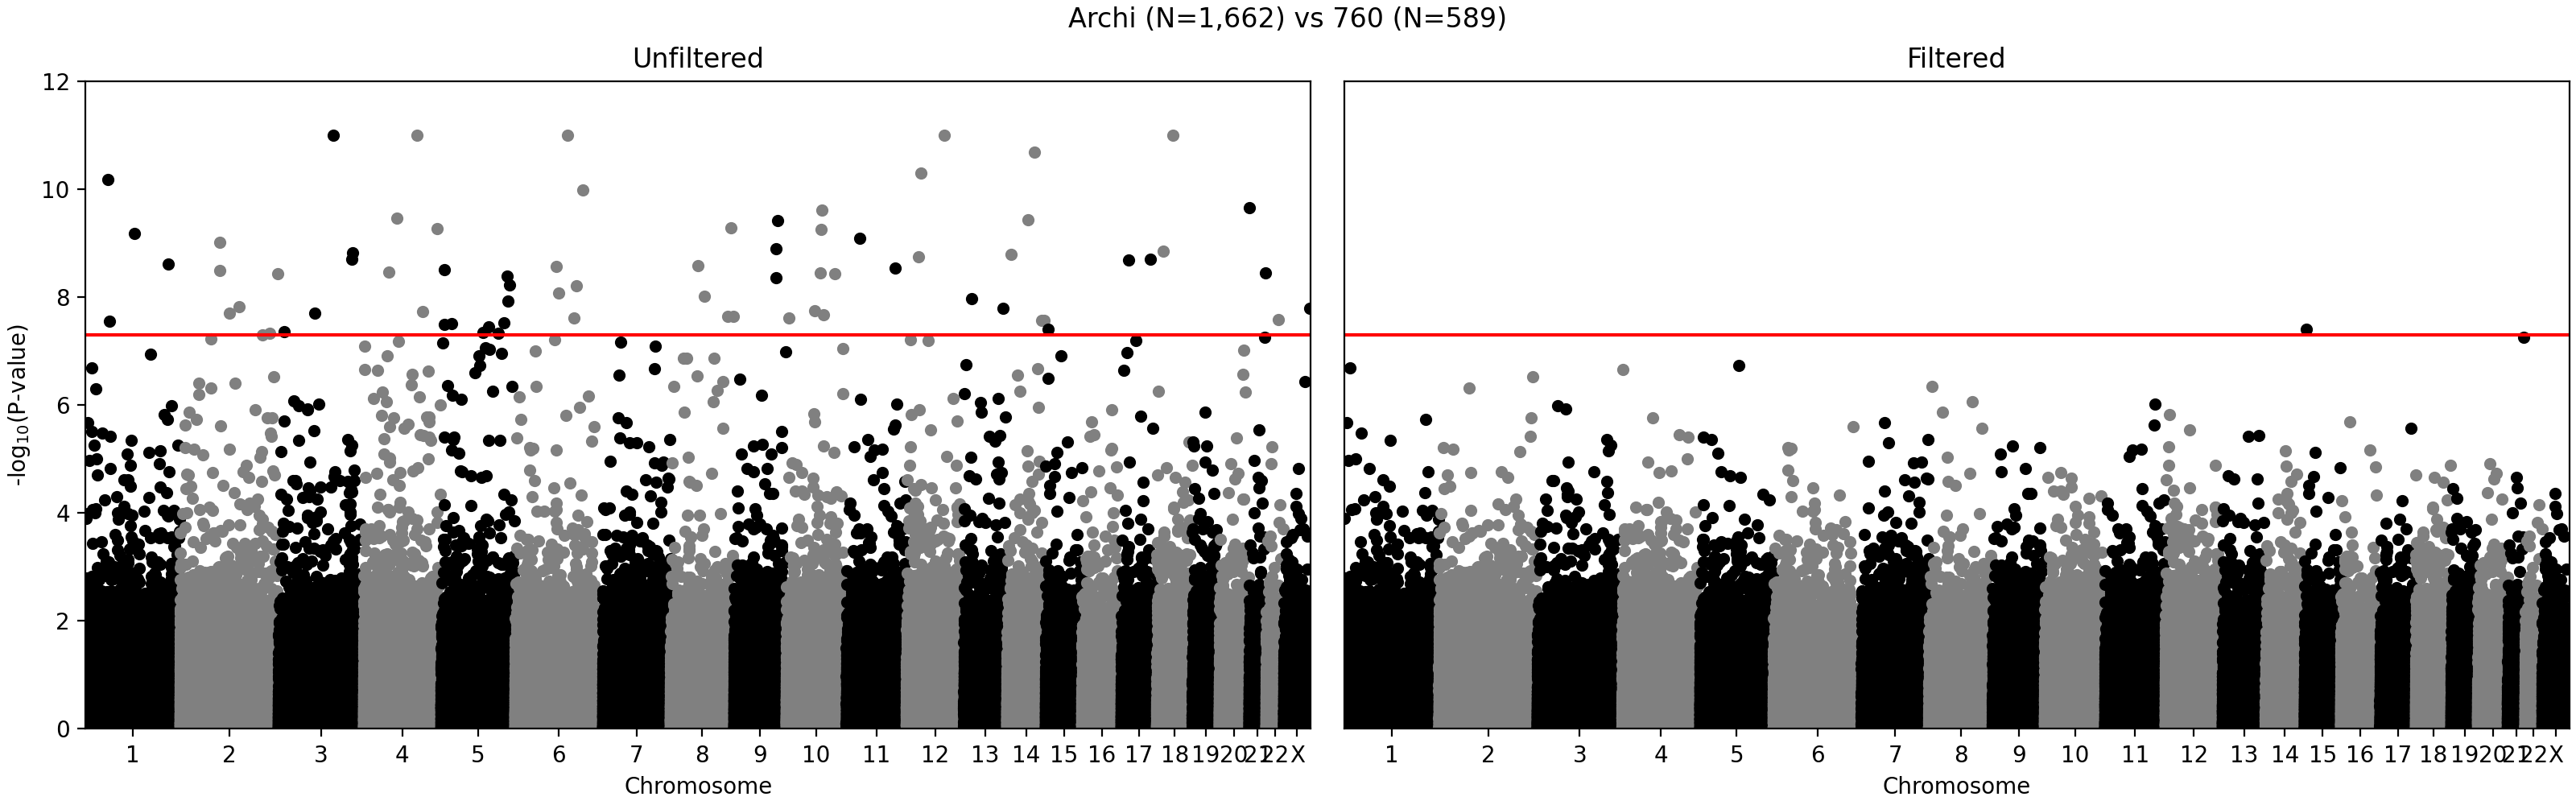 Archi (N=1,662) vs 760 (N=589)
Unfiltered
Filtered
-log10(P-value)
12
10
8
6
4
2
0
1 2 3 4 5 6 7 8 9 10 11 12 13 14 15 16 17 18 19 20 21 22 X
1 2 3 4 5 6 7 8 9 10 11 12 13 14 15 16 17 18 19 20 21 22 X
Chromosome
Chromosome